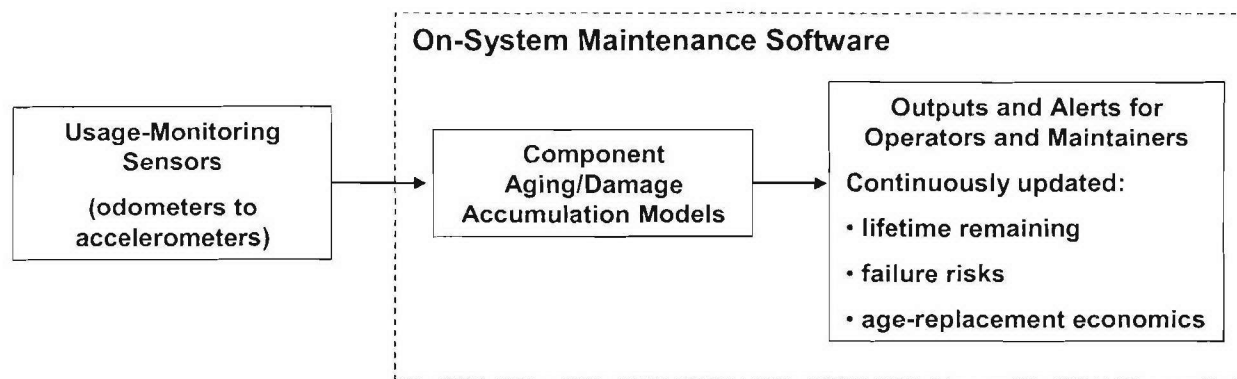 On-System Maintenance Software
Usage-Monitoring
Sensors
(odometers to
accelerometers)
Component
Aging/Damage
Accumulation Models
Outputs and Alerts for
Operators and Maintainers
Continuously updated:
• lifetime remaining
• failure risks
• age-replacement economics